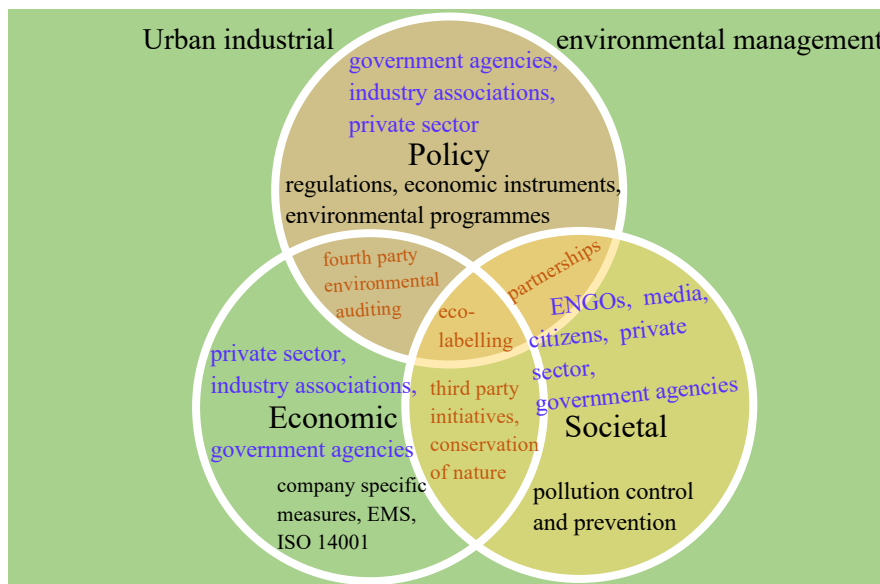 Urban industrial environmental management
government agencies,
industry associations,
private sector
Policy
regulations, economic instruments,
environmental programmes
fourth party
environmental
auditing
partnerships
eco-
labelling
ENGOs, media,
citizens, private
sector,
government agencies
Societal
pollution control
and prevention
private sector,
industry associations,
Economic
government agencies
company specific
measures, EMS,
ISO 14001
third party
initiatives,
conservation
of nature